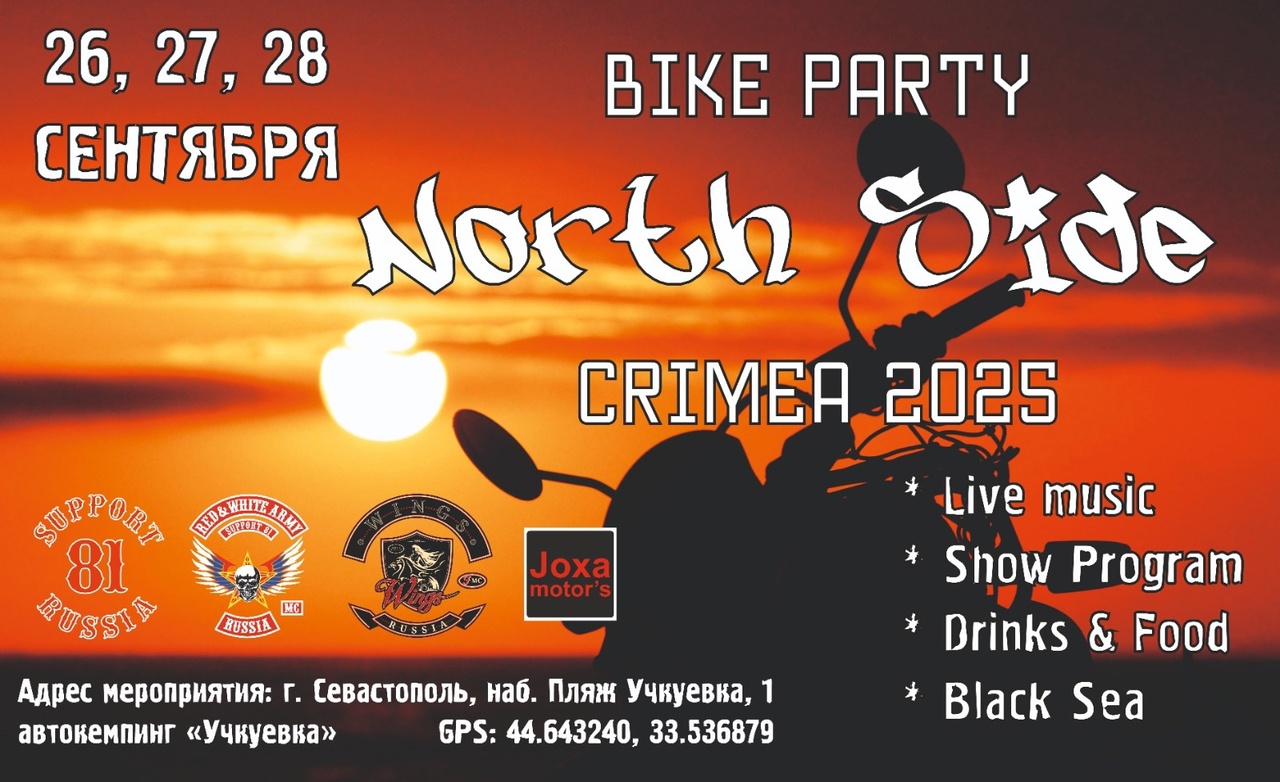 26, 27, 28
СЕНТЯБРЯ
BIKE PARTY
North Side
CRIMEA 2025
* Live music
* Show Program
* Drinks & Food
* Black Sea
SUPPORT
81
RUSSIA
RED & WHITE ARMY
SUPPORT 81
MC
RUSSIA
WINGS
Wings
MC
RUSSIA
Joxa
motor's
Адрес мероприятия: г. Севастополь, наб. Пляж Учкуевка, 1
автокемпинг «Учкуевка» GPS: 44.643240, 33.536879